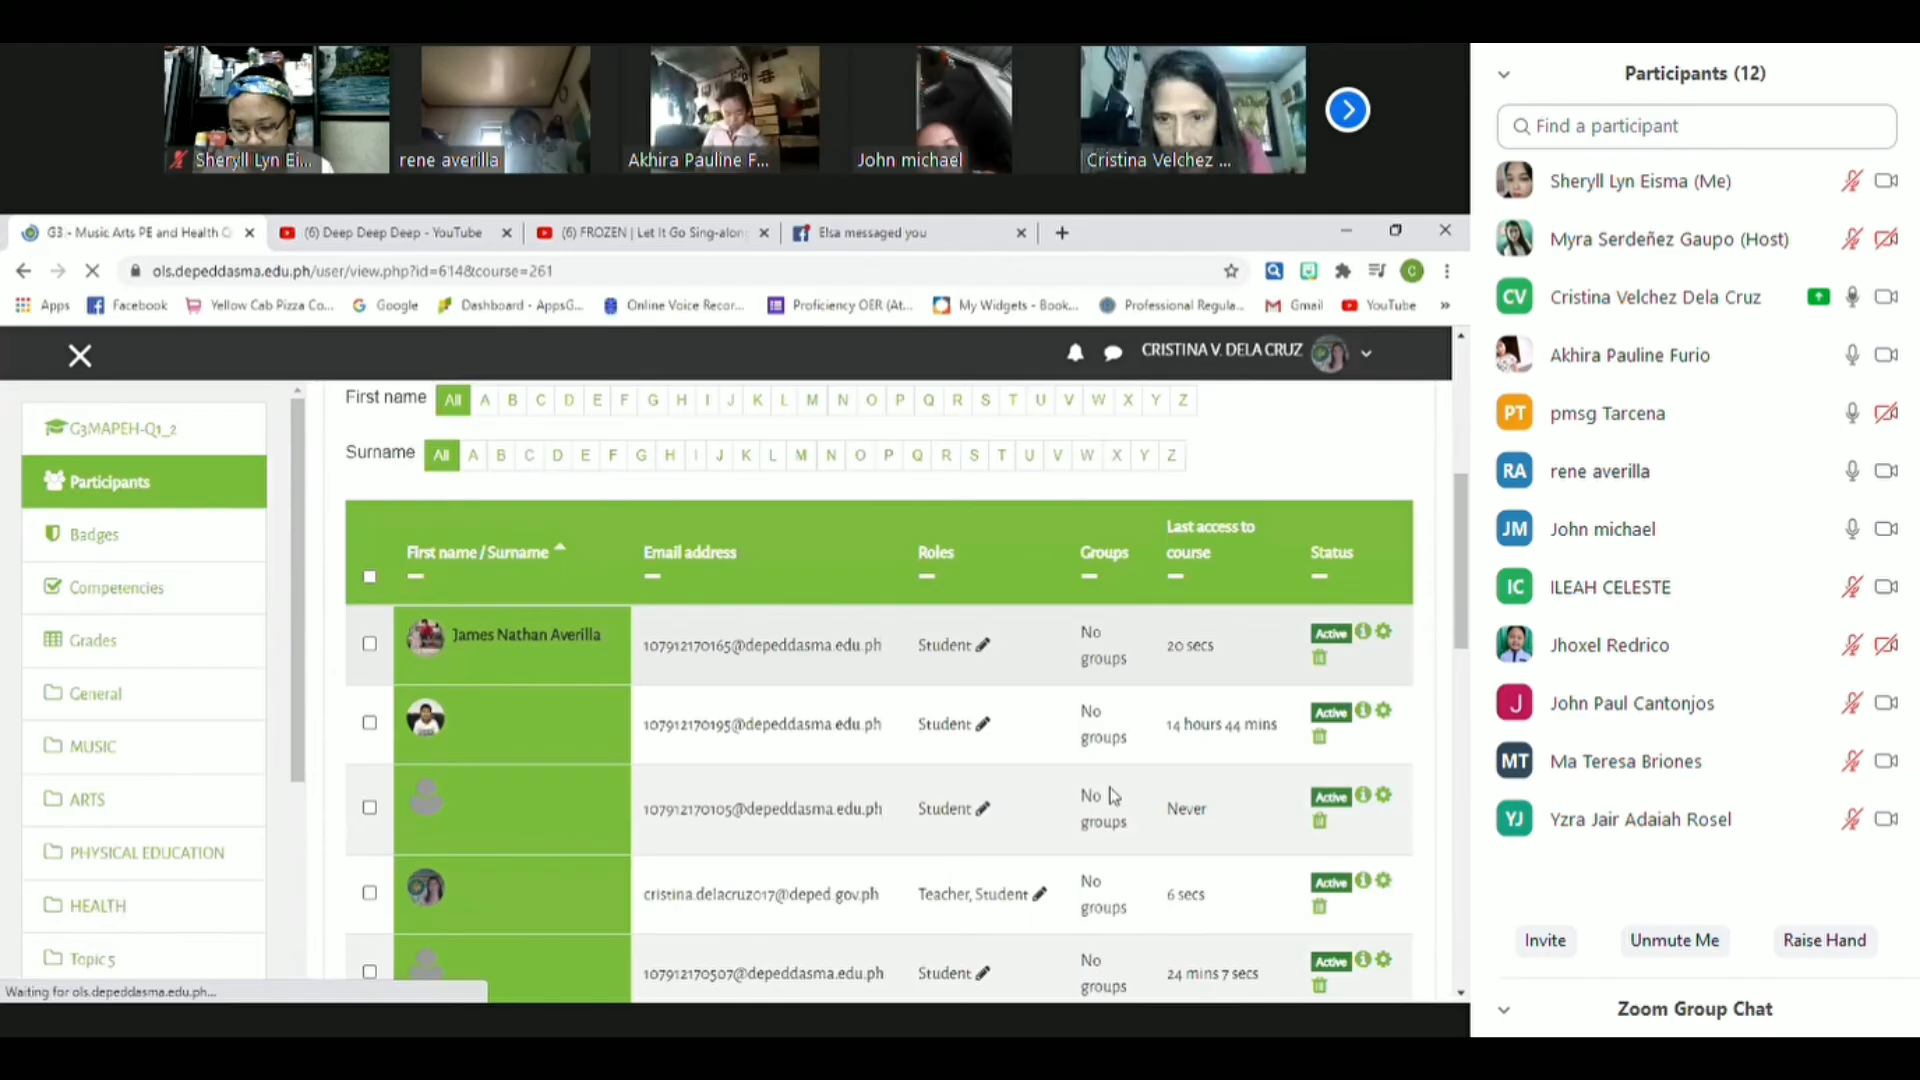 Sheryll Lyn Ei...
rene averilla
Akhira Pauline F...
John michael
Cristina Velchez ...
G3 - Music Arts PE and Health Q
(6) Deep Deep Deep - YouTube
(6) FROZEN | Let It Go Sing-along
Elsa messaged you
ols.depeddasma.edu.ph/user/view.php?id=614&course=261
C
Apps
Facebook
Yellow Cab Pizza Co...
Google
Dashboard - AppsG...
Online Voice Recor...
Proficiency OER (At...
My Widgets - Book...
Professional Regula...
Gmail
YouTube
»
CRISTINA V. DELA CRUZ
G3MAPEH-Q1_2
Participants
Badges
Competencies
Grades
General
MUSIC
ARTS
PHYSICAL EDUCATION
HEALTH
Topic 5
First name All A B C D E F G H I J K L M N O P Q R S T U V W X Y Z
Surname All A B C D E F G H I J K L M N O P Q R S T U V W X Y Z
First name / Surname Email address Roles Groups Last access to course Status
James Nathan Averilla 107912170165@depeddasma.edu.ph Student No groups 20 secs Active
107912170195@depeddasma.edu.ph Student No groups 14 hours 44 mins Active
107912170105@depeddasma.edu.ph Student No groups Never Active
cristina.delacruz017@deped.gov.ph Teacher, Student No groups 6 secs Active
107912170507@depeddasma.edu.ph Student No groups 24 mins 7 secs Active
Waiting for ols.depeddasma.edu.ph...
Participants (12)
Find a participant
Sheryll Lyn Eisma (Me)
Myra Serdeñez Gaupo (Host)
CV Cristina Velchez Dela Cruz
Akhira Pauline Furio
PT pmsg Tarcena
RA rene averilla
JM John michael
IC ILEAH CELESTE
Jhoxel Redrico
J John Paul Cantonjos
MT Ma Teresa Briones
YJ Yzra Jair Adaiah Rosel
Invite
Unmute Me
Raise Hand
Zoom Group Chat